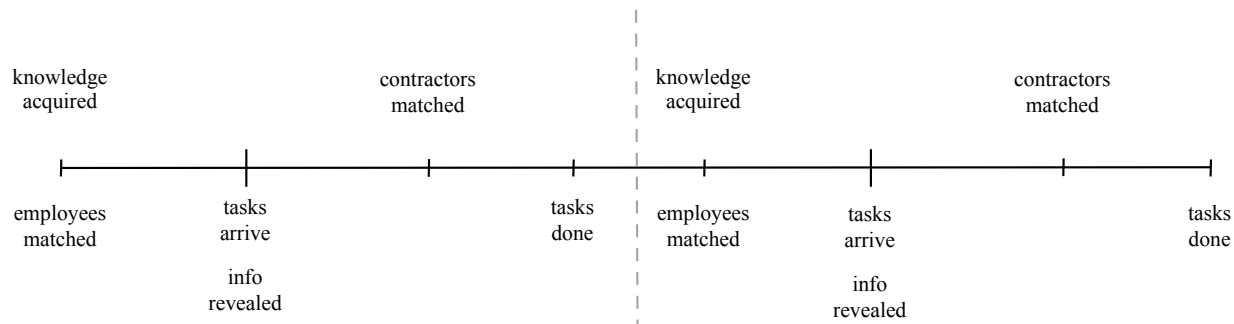 knowledge
acquired
contractors
matched
knowledge
acquired
contractors
matched
employees
matched
tasks
arrive
info
revealed
tasks
done
employees
matched
tasks
arrive
info
revealed
tasks
done